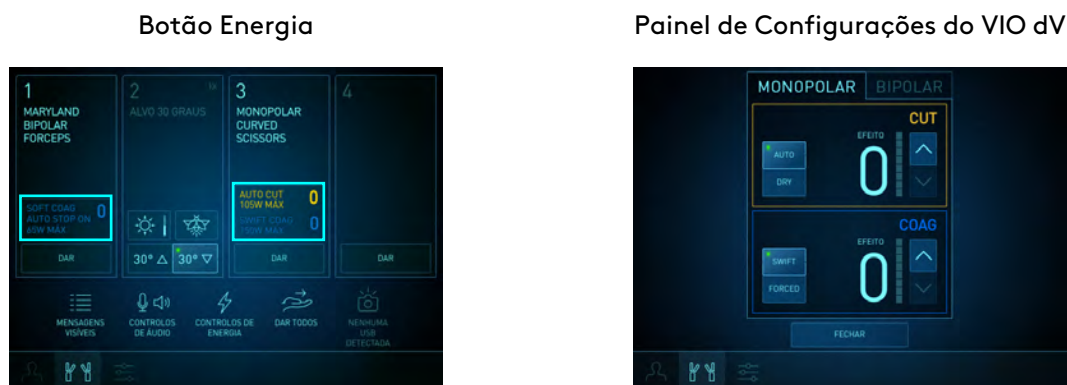 Botão Energia
Painel de Configurações do VIO dV
1
MARYLAND
BIPOLAR
FORCEPS
SOFT COAG
AUTO STOP ON
65W MÁX
0
DAR
2
ALVO 30 GRAUS
30°
30°
3
MONOPOLAR
CURVED
SCISSORS
AUTO CUT
105W MÁX
0
SWIFT COAG
0
DAR
4
DAR
MENSAGENS
VISÍVEIS
CONTROLOS
DE ÁUDIO
CONTROLOS DE
ENERGIA
DAR TODOS
NENHUMA
USB
DETECTADA
MONOPOLAR
BIPOLAR
CUT
EFEITO
AUTO
DRY
0
COAG
EFEITO
SWIFT
FORCED
0
FECHAR